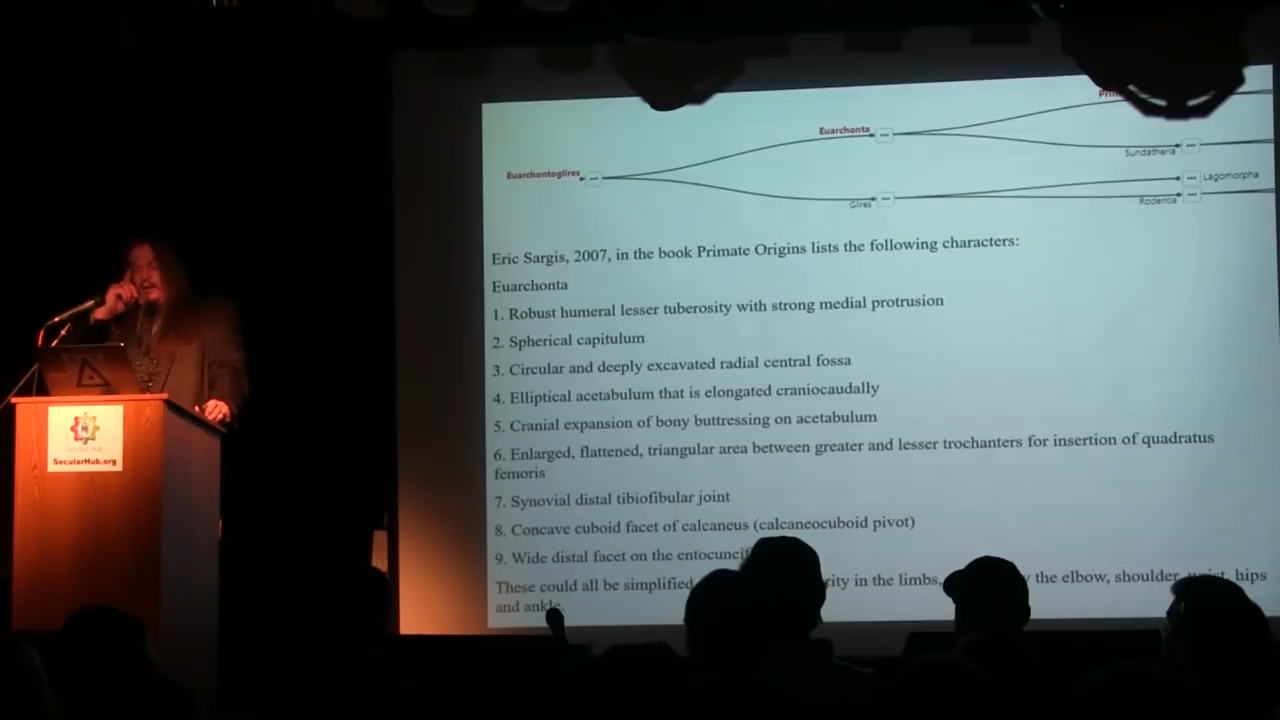 Euarchonta
Sundatheria
Euarchontoglires
Lagomorpha
Glires
Rodentia
Eric Sargis, 2007, in the book Primate Origins lists the following characters:
Euarchonta
1. Robust humeral lesser tuberosity with strong medial protrusion
2. Spherical capitulum
3. Circular and deeply excavated radial central fossa
4. Elliptical acetabulum that is elongated craniocaudally
5. Cranial expansion of bony buttressing on acetabulum
6. Enlarged, flattened, triangular area between greater and lesser trochanters for insertion of quadratus
femoris
7. Synovial distal tibiofibular joint
8. Concave cuboid facet of calcaneus (calcaneocuboid pivot)
9. Wide distal facet on the
These could all be simplified in the limbs, the elbow, shoulder, hips
and ankle.
SecularHub.org